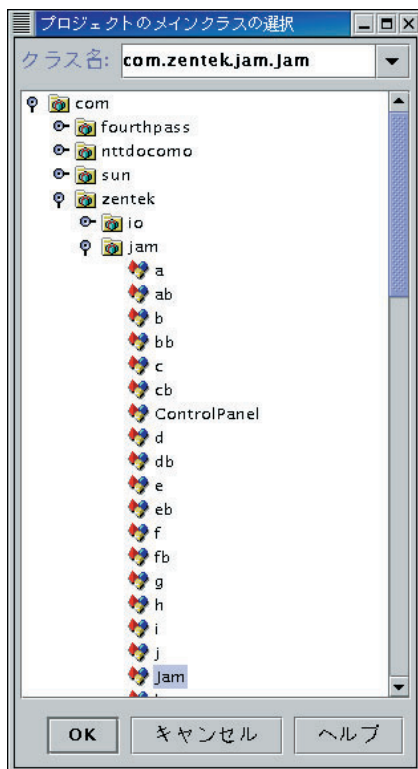 プロジェクトのメインクラスの選択
クラス名: com.zentek.jam.Jam
com
fourthpass
nttdocomo
sun
zentek
io
jam
a
ab
b
bb
c
cb
ControlPanel
d
db
e
eb
f
fb
g
h
i
j
Jam
OK キャンセル ヘルプ